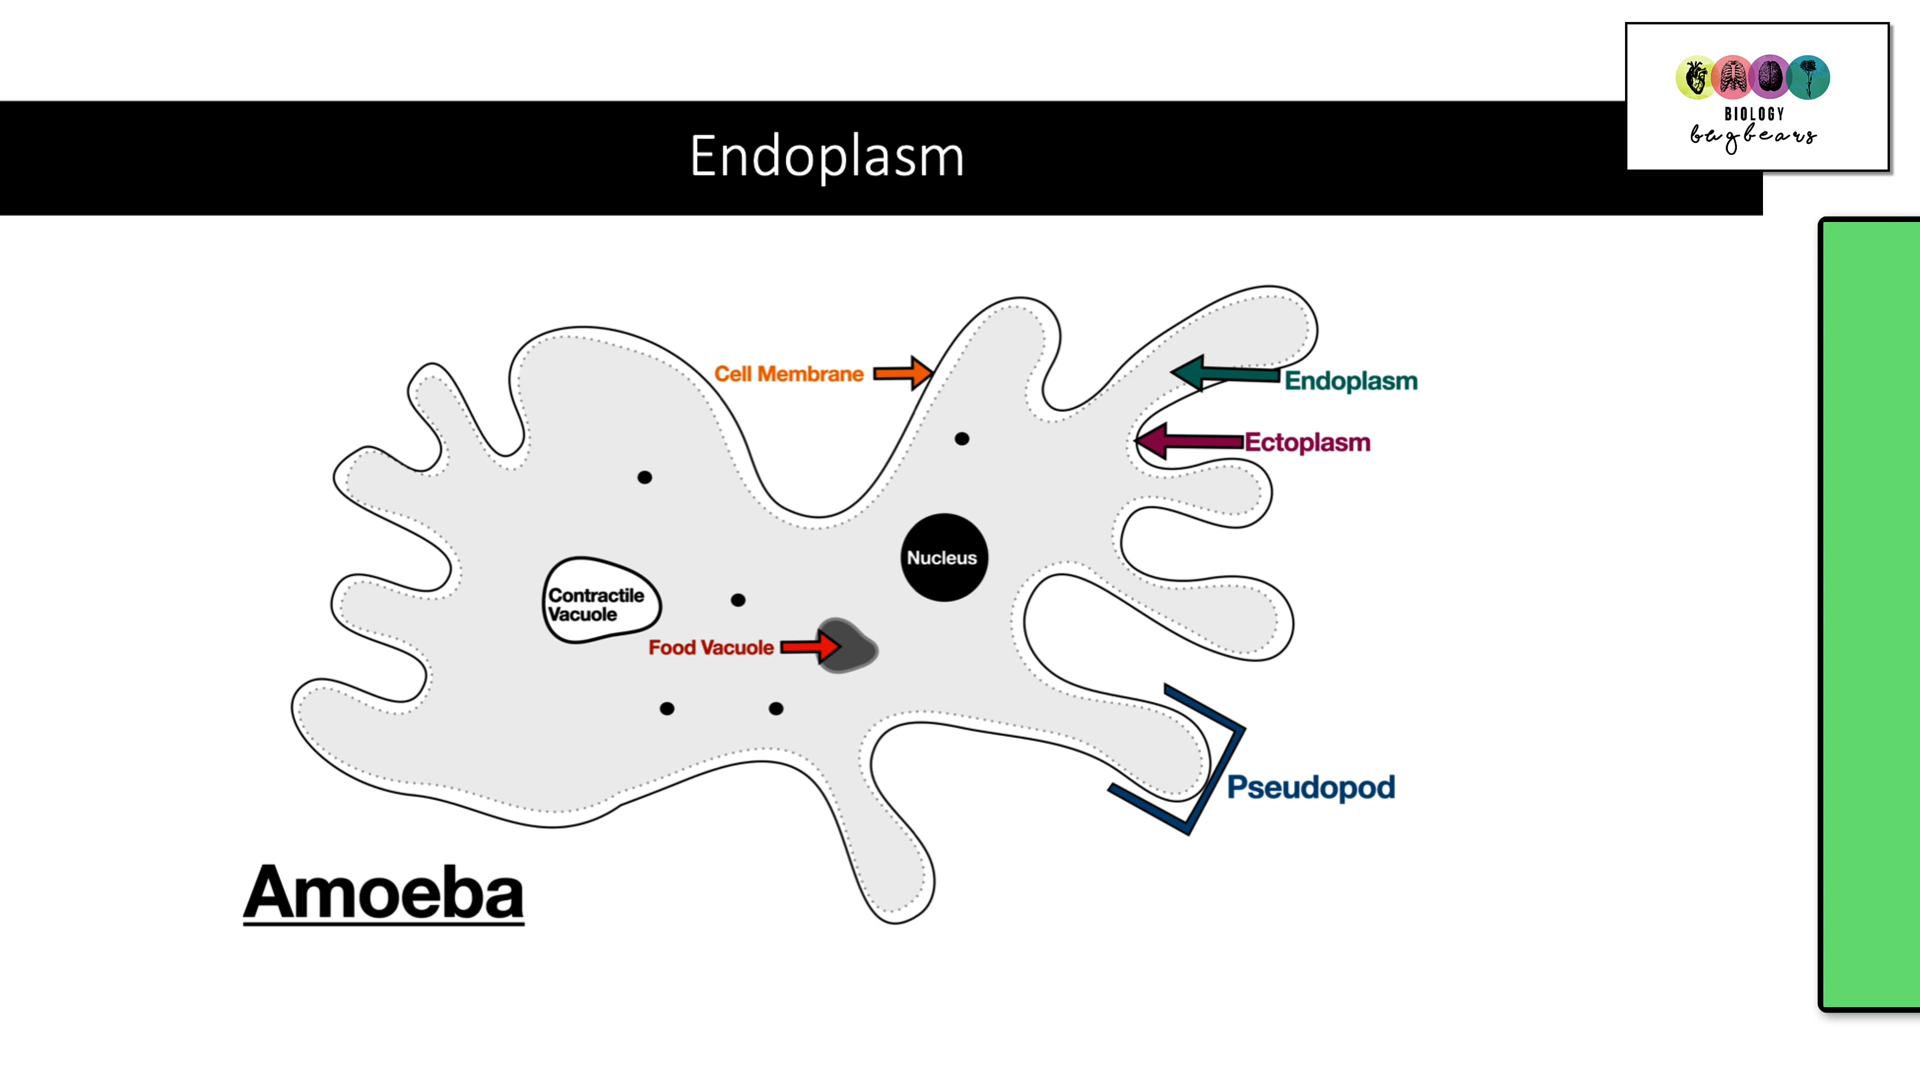 BIOLOGY
bugbears
Endoplasm
Cell Membrane
Endoplasm
Ectoplasm
Nucleus
Contractile
Vacuole
Food Vacuole
Pseudopod
Amoeba